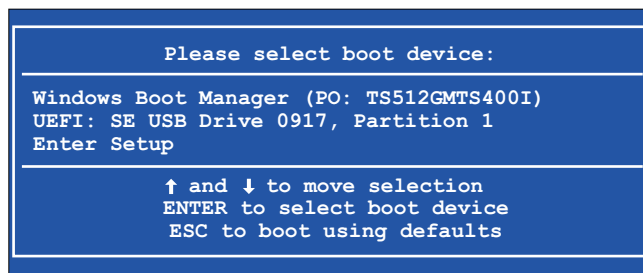 Please select boot device:
Windows Boot Manager (PO: TS512GMTS400I)
UEFI: SE USB Drive 0917, Partition 1
Enter Setup
↑ and ↓ to move selection
ENTER to select boot device
ESC to boot using defaults